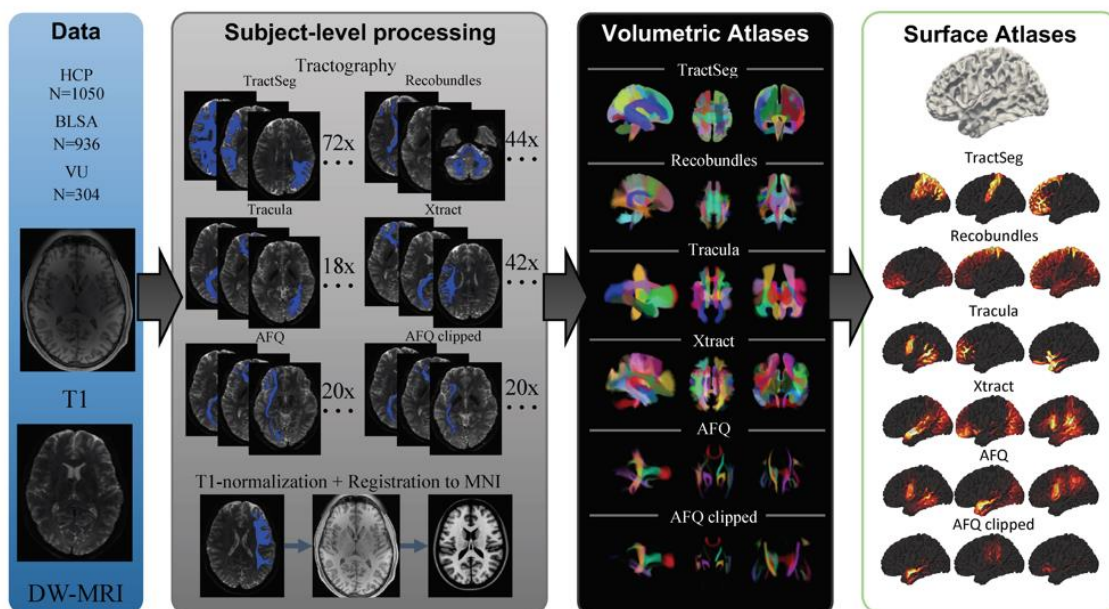 Data
HCP
N=1050
BLSA
N=936
VU
N=304
T1
DW-MRI
Subject-level processing
Tractography
TractSeg
72x
Recobundles
44x
Tracula
18x
Xtract
42x
AFQ
20x
AFQ clipped
20x
T1-normalization + Registration to MNI
Volumetric Atlases
TractSeg
Recobundles
Tracula
Xtract
AFQ
AFQ clipped
Surface Atlases
TractSeg
Recobundles
Tracula
Xtract
AFQ
AFQ clipped